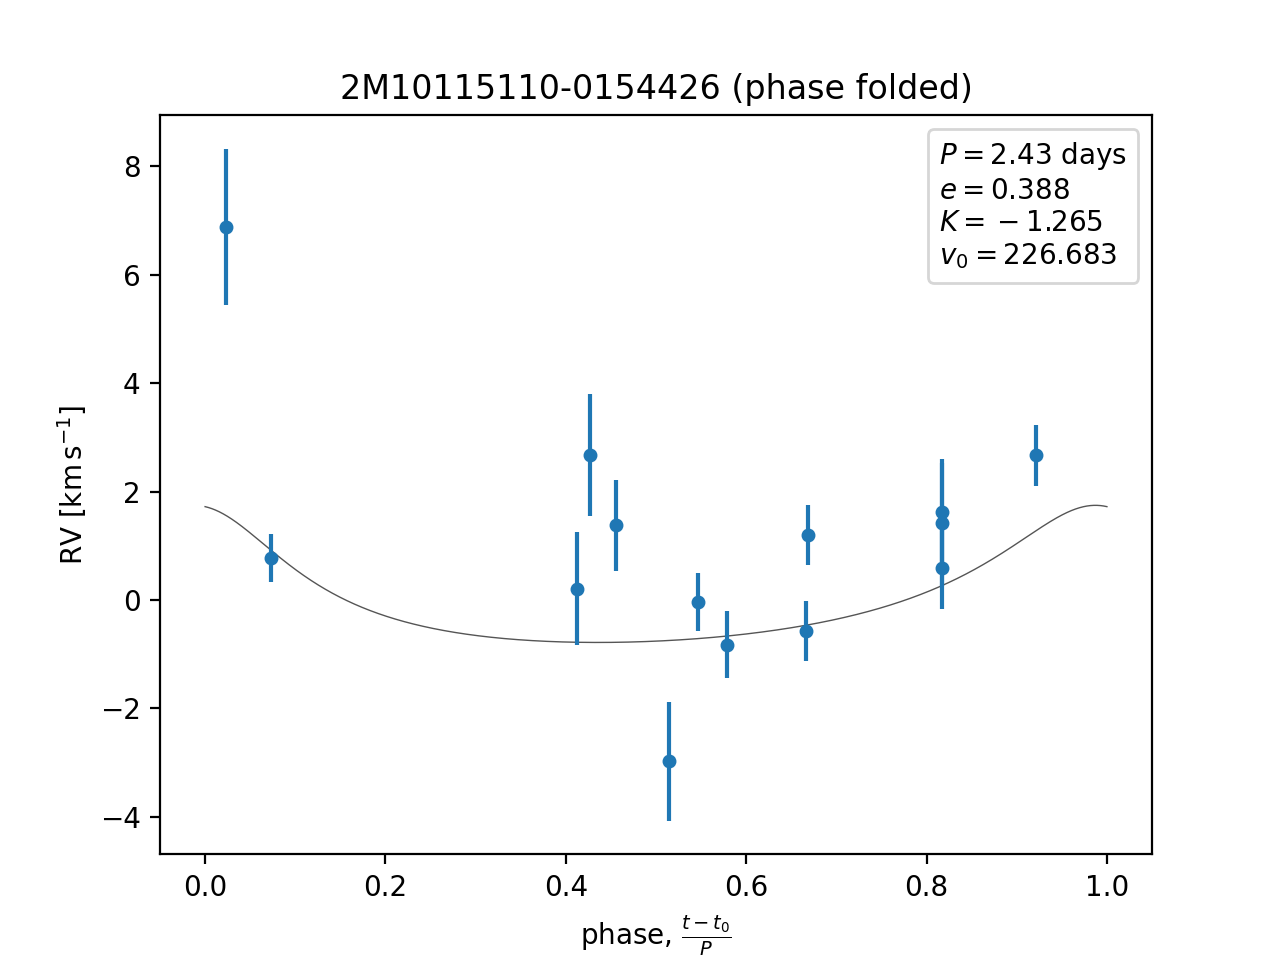 2M10115110-0154426 (phase folded)
P = 2.43 days
e = 0.388
K = −1.265
v₀ = 226.683
8
6
4
2
0
−2
−4
RV [km s⁻¹]
0.0 0.2 0.4 0.6 0.8 1.0
phase, (t − t₀)/P